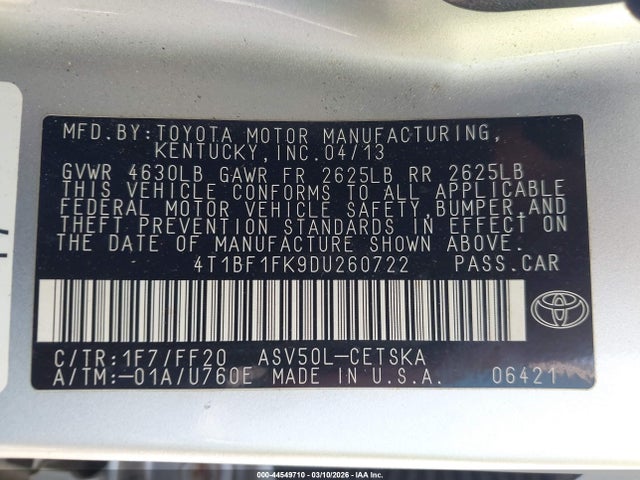 MFD.BY:TOYOTA MOTOR MANUFACTURING,
KENTUCKY,INC.04/13
GVWR 4630LB GAWR FR 2625LB RR 2625LB
THIS VEHICLE CONFORMS TO ALL APPLICABLE
FEDERAL MOTOR VEHICLE SAFETY,BUMPER,AND
THEFT PREVENTION STANDARDS IN EFFECT ON
THE DATE OF MANUFACTURE SHOWN ABOVE.
4T1BF1FK9DU260722 PASS.CAR
C/TR:1F7/FF20 ASV50L-CETSKA
A/TM:-01A/U760E MADE IN U.S.A. 06421
000-44549710 - 03/10/2026 - IAA Inc.